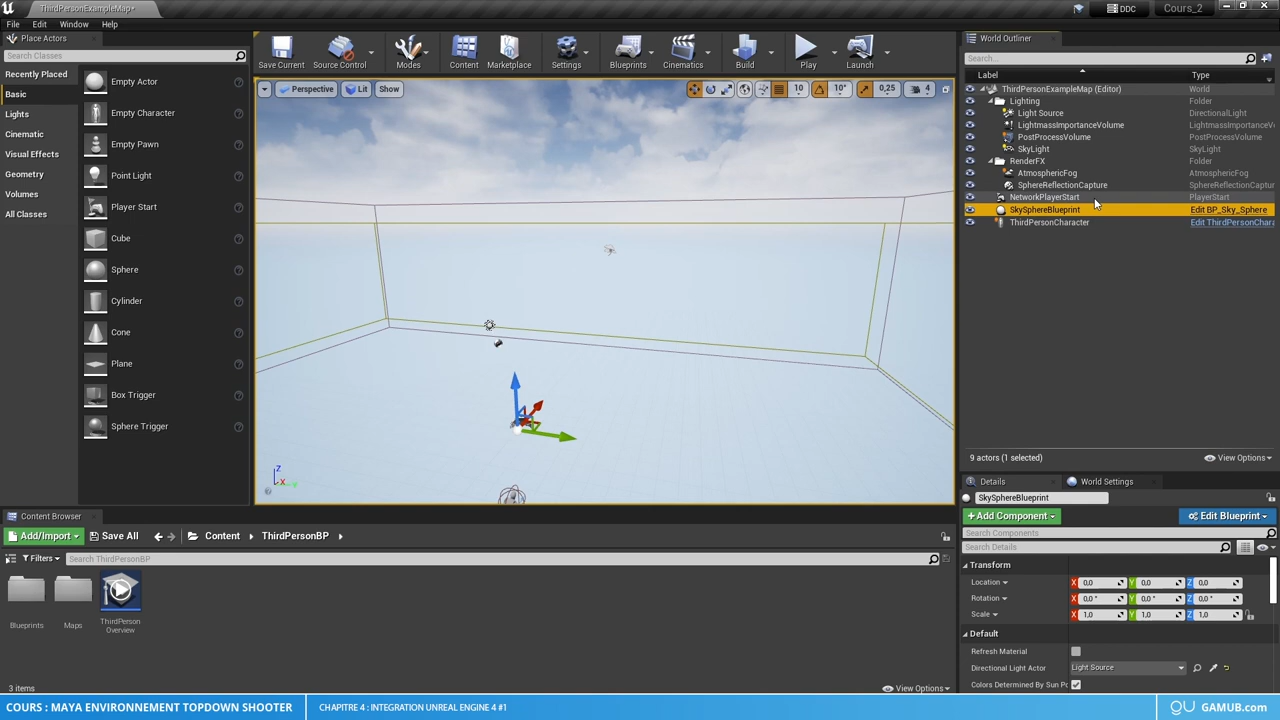 ThirdPersonExampleMap*
DDC
Cours_2
File Edit Window Help
Place Actors
Search Classes
Recently Placed
Basic
Lights
Cinematic
Visual Effects
Geometry
Volumes
All Classes
Empty Actor
Empty Character
Empty Pawn
Point Light
Player Start
Cube
Sphere
Cylinder
Cone
Plane
Box Trigger
Sphere Trigger
Save Current
Source Control
Modes
Content
Marketplace
Settings
Blueprints
Cinematics
Build
Play
Launch
Perspective
Lit
Show
10
10°
0,25
4
Z
X
World Outliner
Search...
Label Type
ThirdPersonExampleMap (Editor) World
Lighting Folder
Light Source DirectionalLight
LightmassImportanceVolume LightmassImportanceV
PostProcessVolume PostProcessVolume
SkyLight SkyLight
RenderFX Folder
AtmosphericFog AtmosphericFog
SphereReflectionCapture SphereReflectionCaptur
NetworkPlayerStart PlayerStart
SkySphereBlueprint Edit BP_Sky_Sphere
ThirdPersonCharacter Edit ThirdPersonChara
9 actors (1 selected)
View Options
Details
World Settings
SkySphereBlueprint
+Add Component
Edit Blueprint
Search Components
Search Details
Transform
Location X 0,0 Y 0,0 Z 0,0
Rotation X 0,0 ° Y 0,0 ° Z 0,0 °
Scale X 1,0 Y 1,0 Z 1,0
Default
Refresh Material
Directional Light Actor Light Source
Colors Determined By Sun Po
Content Browser
Add/Import
Save All
Content
ThirdPersonBP
Filters
Search ThirdPersonBP
Blueprints
Maps
ThirdPerson
Overview
3 items
View Options
COURS : MAYA ENVIRONNEMENT TOPDOWN SHOOTER
CHAPITRE 4 : INTEGRATION UNREAL ENGINE 4 #1
GAMUB.com